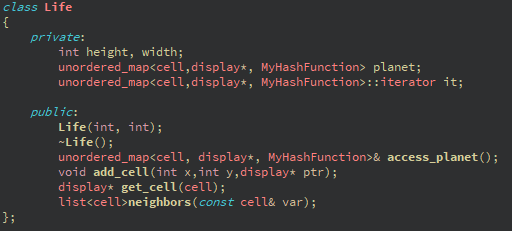 class Life
{
    private:
        int height, width;
        unordered_map<cell,display*, MyHashFunction> planet;
        unordered_map<cell,display*, MyHashFunction>::iterator it;

    public:
        Life(int, int);
        ~Life();
        unordered_map<cell, display*, MyHashFunction>& access_planet();
        void add_cell(int x,int y,display* ptr);
        display* get_cell(cell);
        list<cell>neighbors(const cell& var);
};